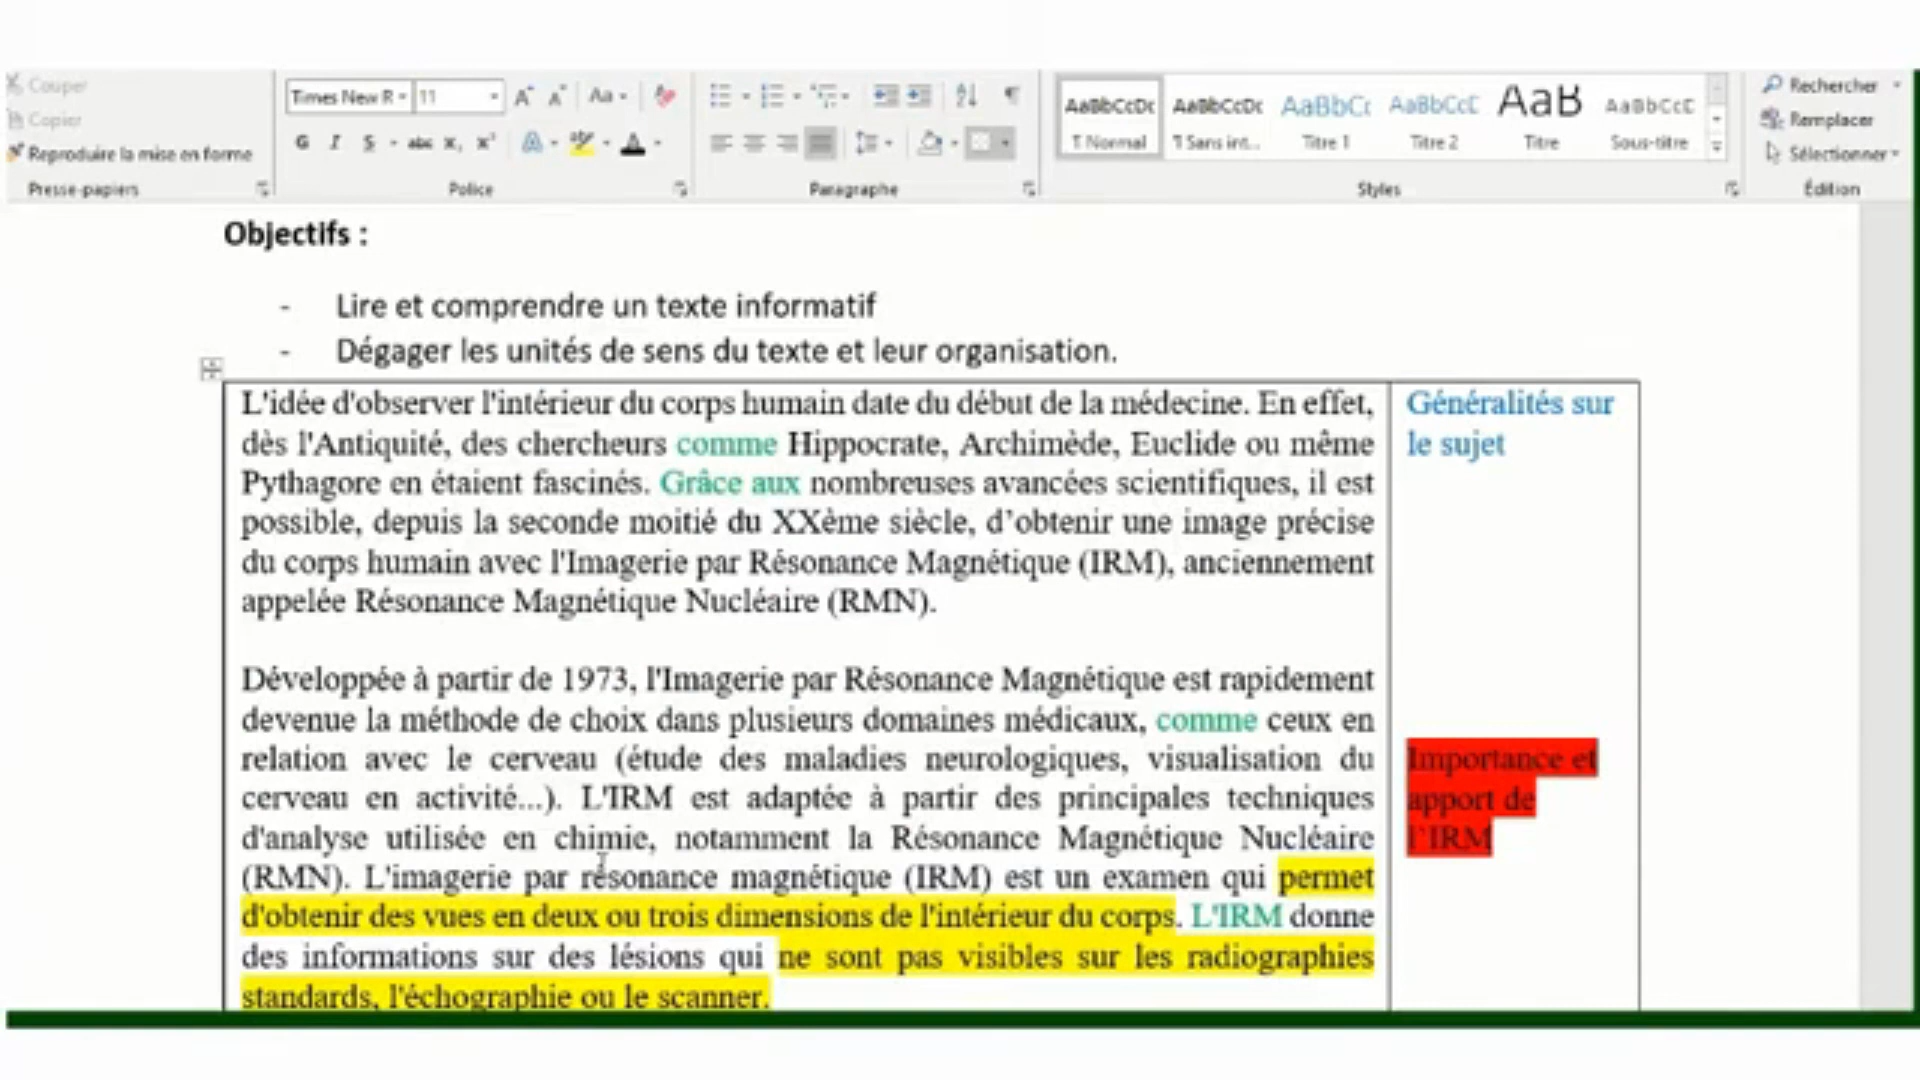 Couper
Copier
Reproduire la mise en forme
Presse-papiers
Times New R
11
Aa
G I S abc x, x²
A
Police
Paragraphe
AaBbCcDc AaBbCcDc AaBbCc AaBbCcC AaB AaBbCcC
¶ Normal ¶ Sans int... Titre 1 Titre 2 Titre Sous-titre
Styles
Rechercher
Remplacer
Sélectionner
Édition
Objectifs :
- Lire et comprendre un texte informatif
- Dégager les unités de sens du texte et leur organisation.
L'idée d'observer l'intérieur du corps humain date du début de la médecine. En effet,
dès l'Antiquité, des chercheurs comme Hippocrate, Archimède, Euclide ou même
Pythagore en étaient fascinés. Grâce aux nombreuses avancées scientifiques, il est
possible, depuis la seconde moitié du XXème siècle, d’obtenir une image précise
du corps humain avec l'Imagerie par Résonance Magnétique (IRM), anciennement
appelée Résonance Magnétique Nucléaire (RMN).
Développée à partir de 1973, l'Imagerie par Résonance Magnétique est rapidement
devenue la méthode de choix dans plusieurs domaines médicaux, comme ceux en
relation avec le cerveau (étude des maladies neurologiques, visualisation du
cerveau en activité...). L'IRM est adaptée à partir des principales techniques
d'analyse utilisée en chimie, notamment la Résonance Magnétique Nucléaire
(RMN). L'imagerie par résonance magnétique (IRM) est un examen qui permet
d'obtenir des vues en deux ou trois dimensions de l'intérieur du corps. L'IRM donne
des informations sur des lésions qui ne sont pas visibles sur les radiographies
standards, l'échographie ou le scanner.
Généralités sur
le sujet
Importance et
apport de
l’IRM